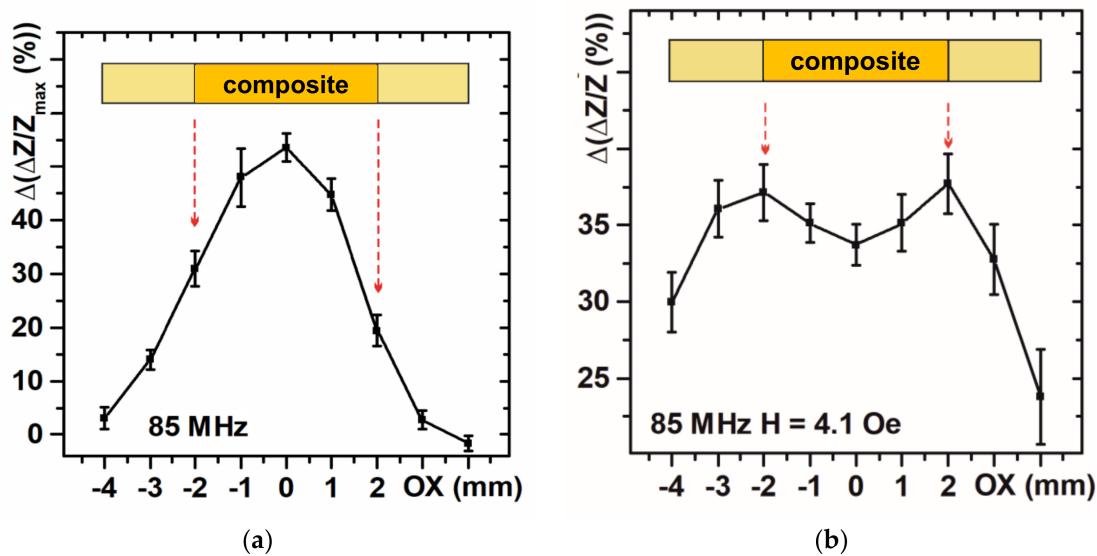 (a)
Δ(ΔZ/Zmax (%))
composite
40
30
20
10
0
85 MHz
-4 -3 -2 -1 0 1 2 OX (mm)
(b)
Δ(ΔZ/Z (%))
composite
35
30
25
85 MHz H = 4.1 Oe
-4 -3 -2 -1 0 1 2 OX (mm)